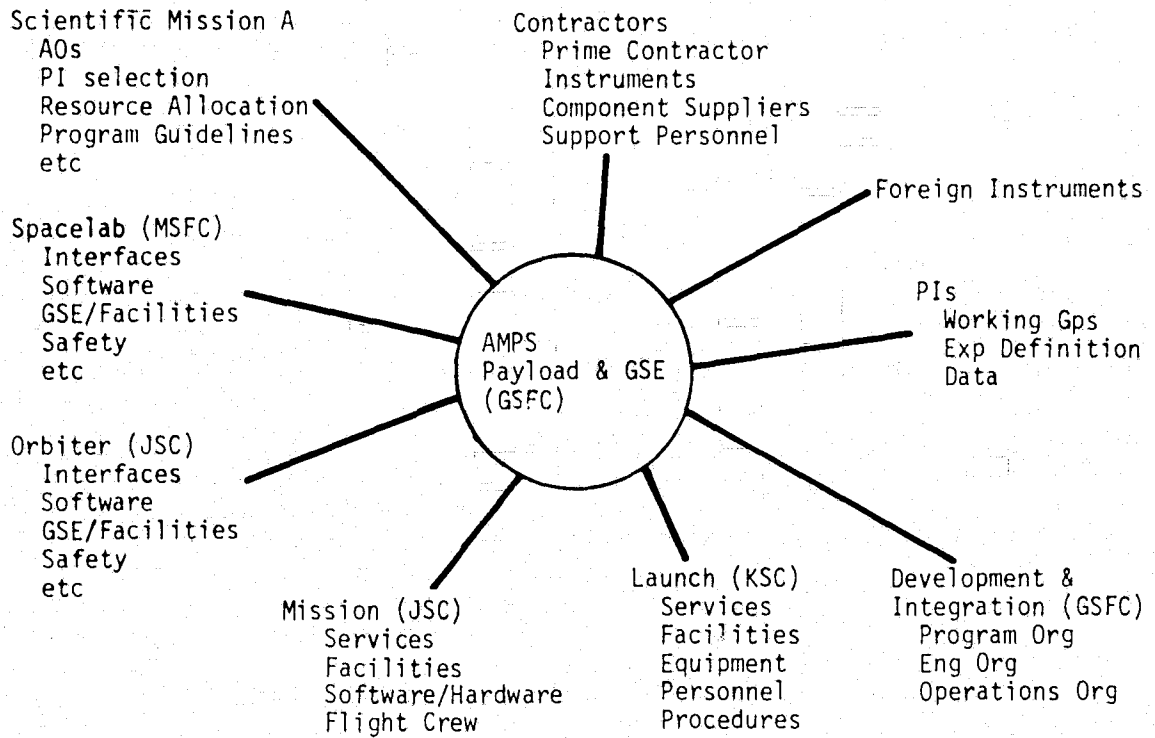 Scientific Mission A
AOs
PI selection
Resource Allocation
Program Guidelines
etc
Contractors
Prime Contractor
Instruments
Component Suppliers
Support Personnel
Foreign Instruments
Spacelab (MSFC)
Interfaces
Software
GSE/Facilities
Safety
etc
PIs
Working Gps
Exp Definition
Data
AMPS
Payload & GSE
(GSFC)
Orbiter (JSC)
Interfaces
Software
GSE/Facilities
Safety
etc
Mission (JSC)
Services
Facilities
Software/Hardware
Flight Crew
Launch (KSC)
Services
Facilities
Equipment
Personnel
Procedures
Development &
Integration (GSFC)
Program Org
Eng Org
Operations Org